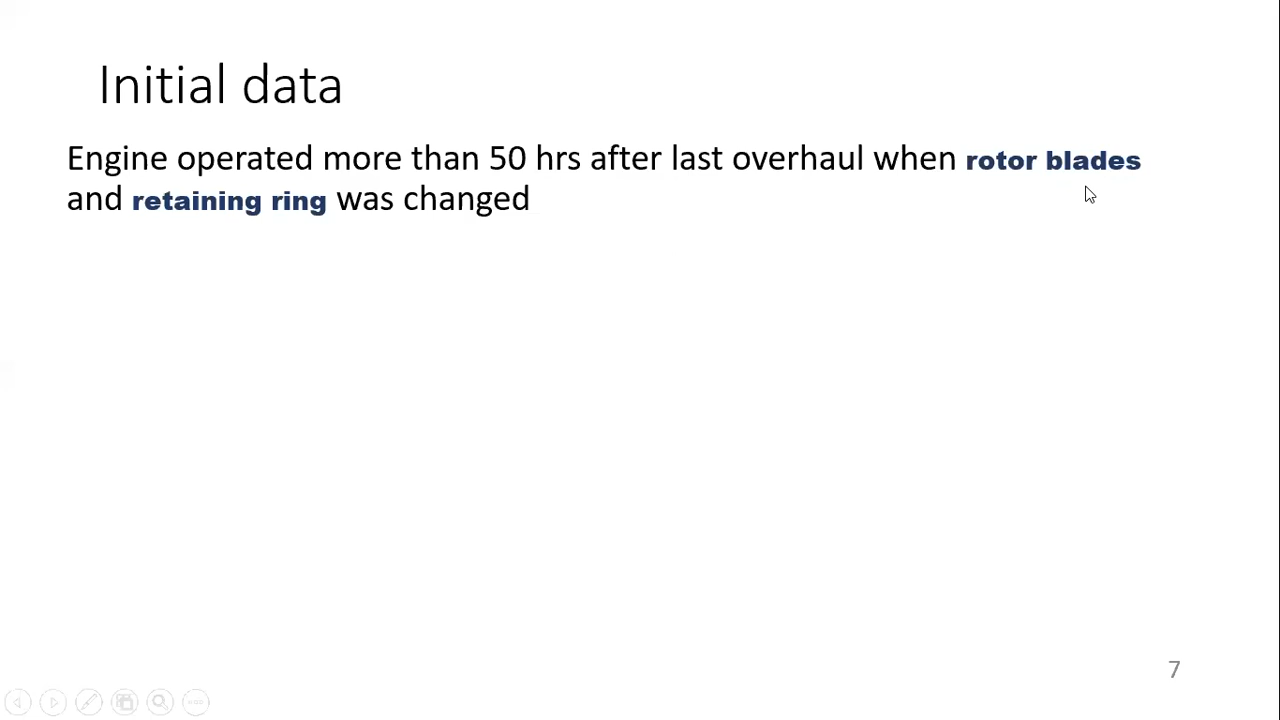 Initial data
Engine operated more than 50 hrs after last overhaul when rotor blades
and retaining ring was changed
7